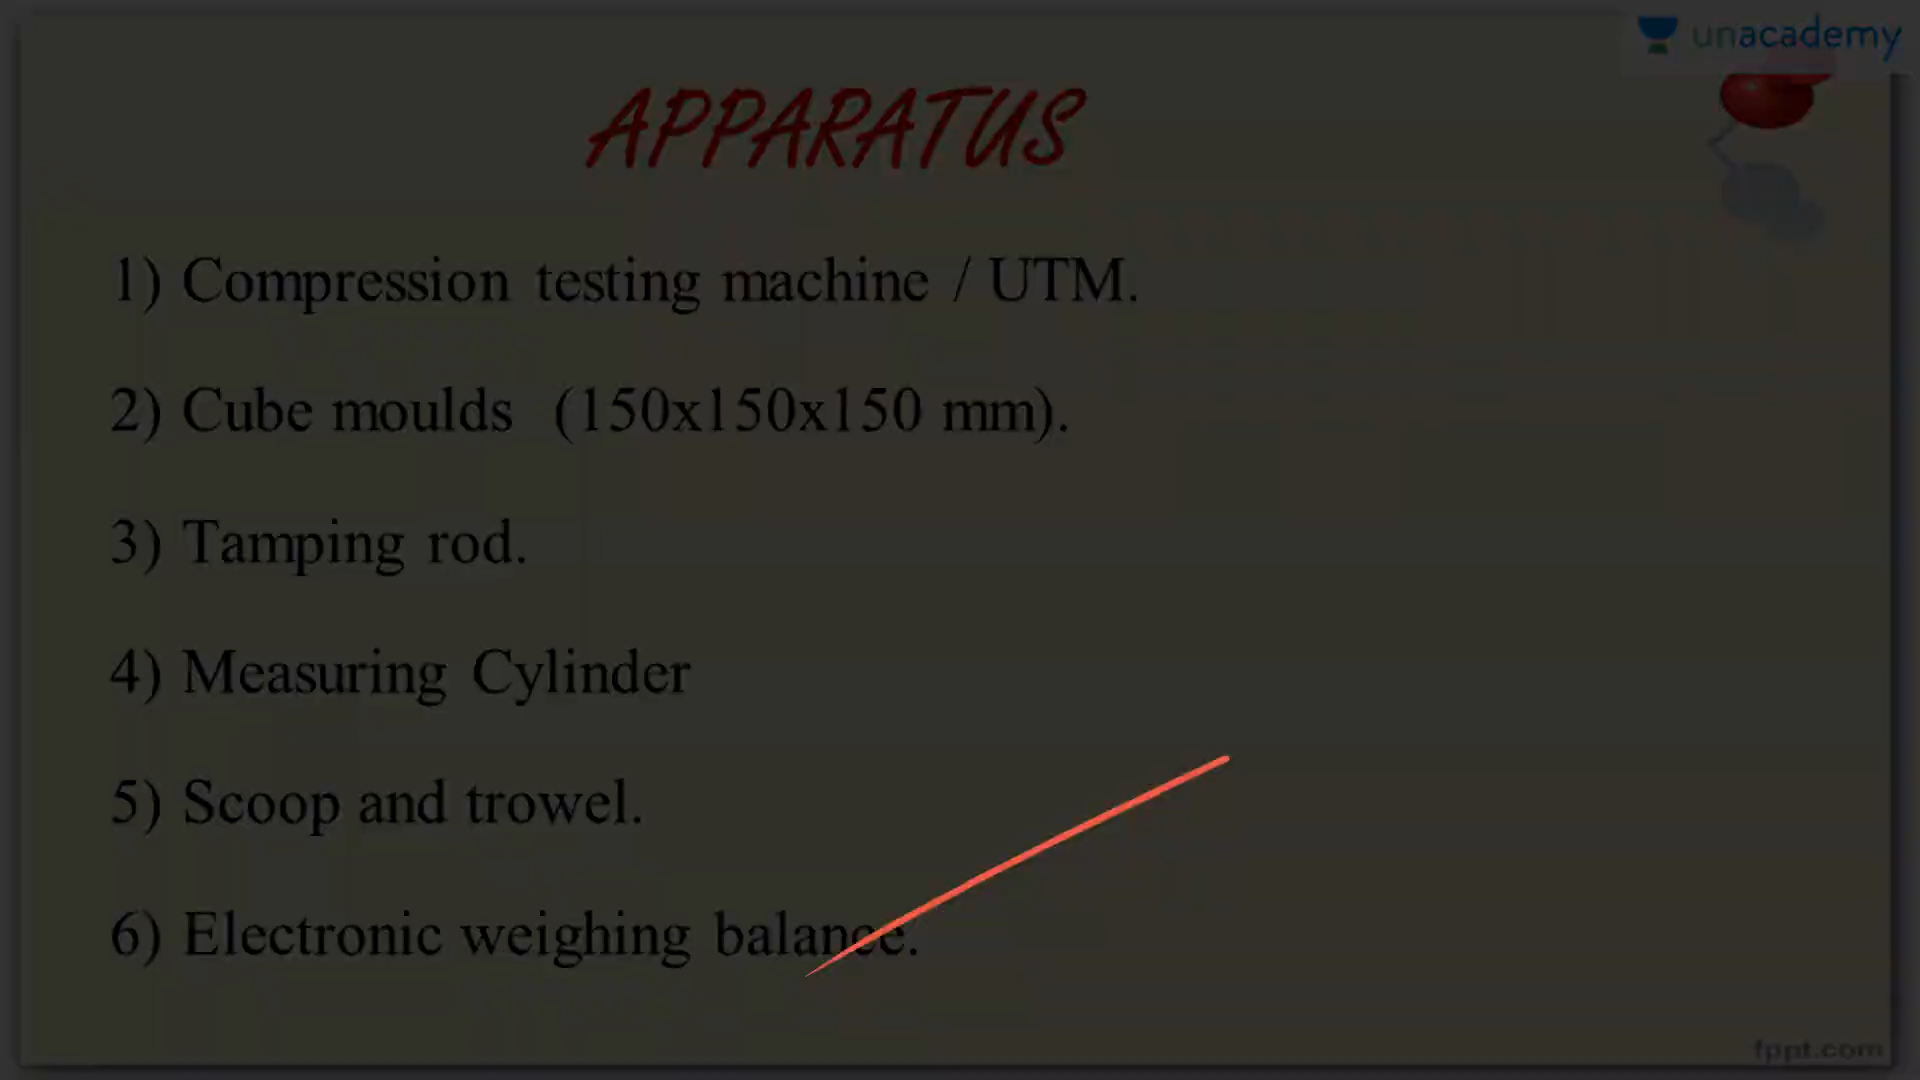 unacademy
APPARATUS
1) Compression testing machine / UTM.
2) Cube moulds (150x150x150 mm).
3) Tamping rod.
4) Measuring Cylinder
5) Scoop and trowel.
6) Electronic weighing balance.
fppt.com